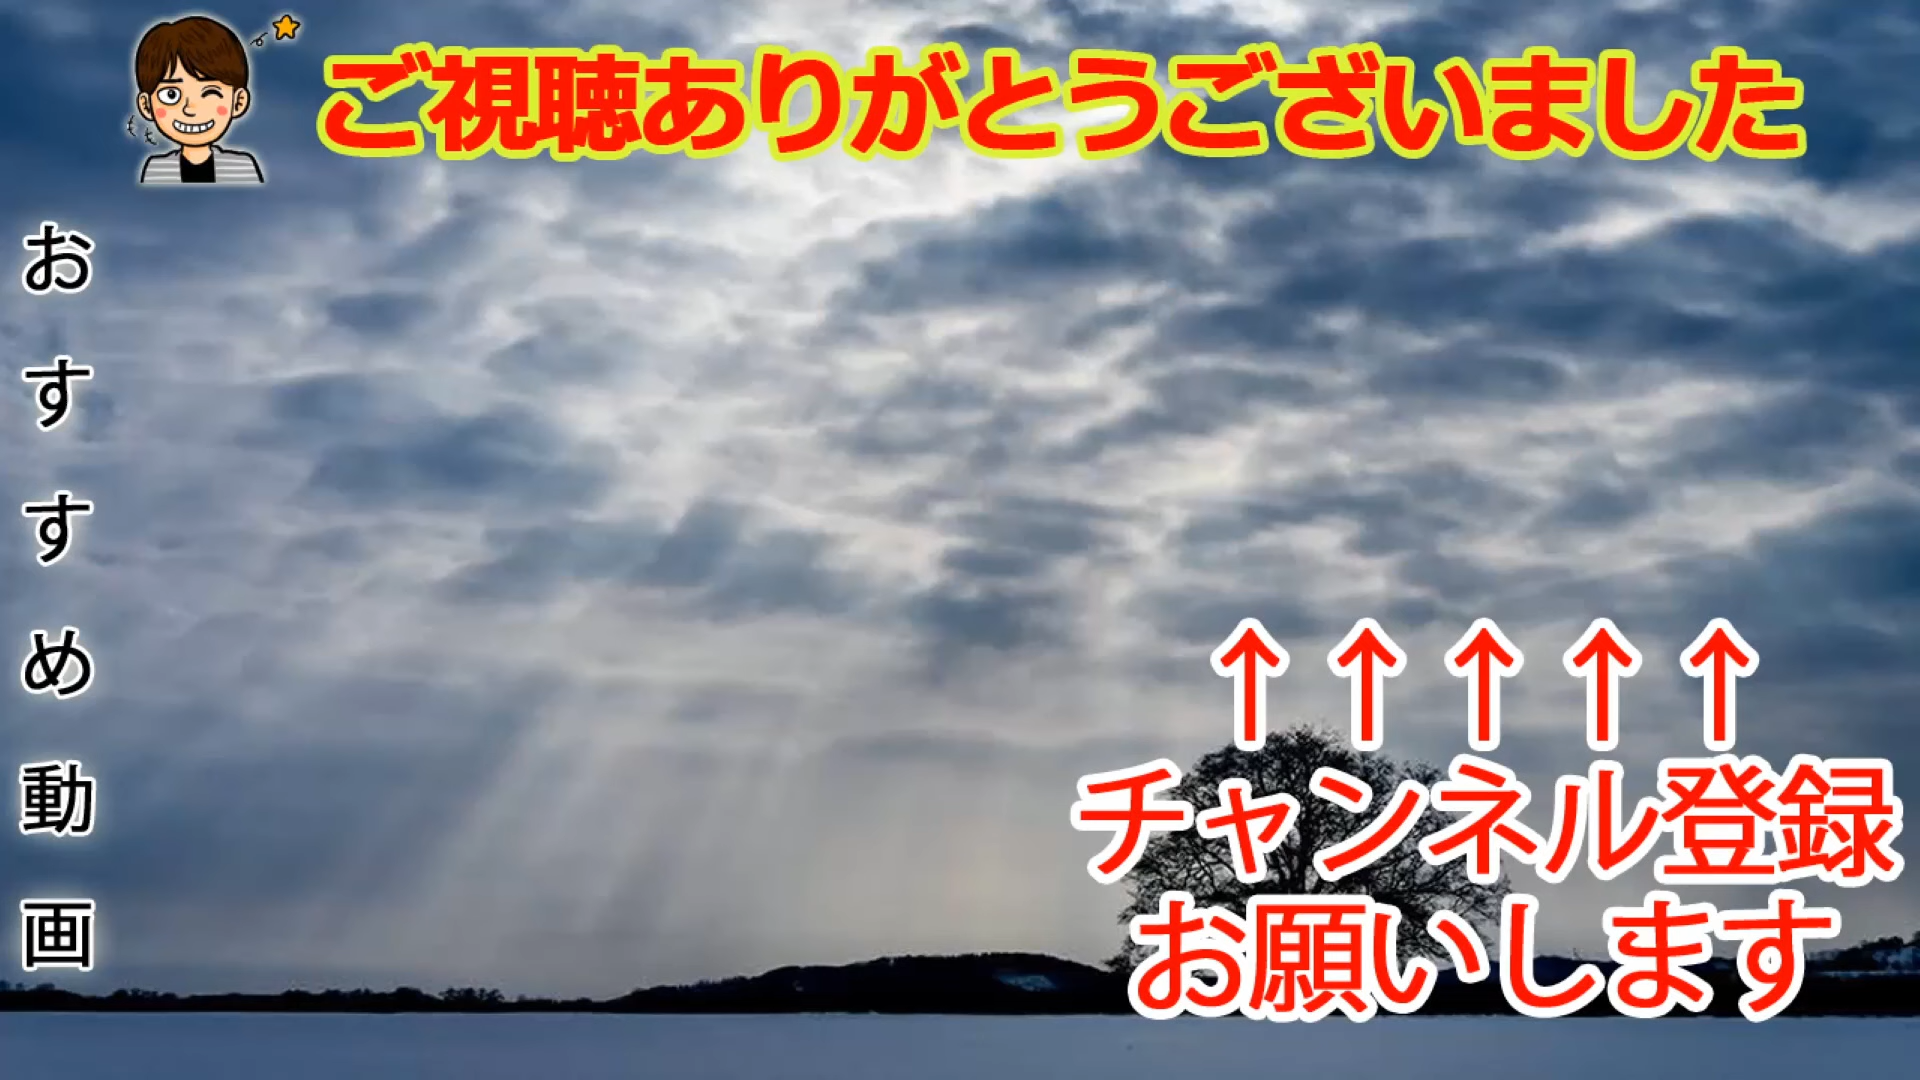 ご視聴ありがとうございました
おすすめ動画
↑↑↑↑↑
チャンネル登録
お願いします